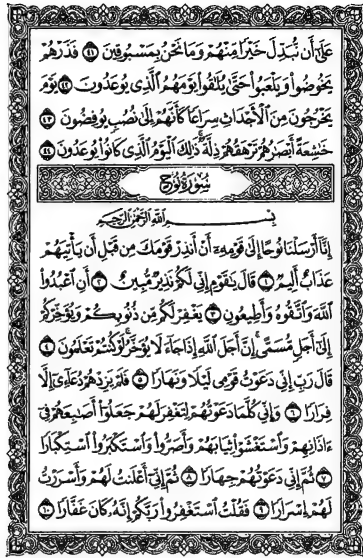 عَلَىٰٓ أَن نُّبَدِّلَ خَيْرًا مِّنْهُمْ وَمَا نَحْنُ بِمَسْبُوقِينَ ٤١ فَذَرْهُمْ
يَخُوضُوا۟ وَيَلْعَبُوا۟ حَتَّىٰ يُلَٰقُوا۟ يَوْمَهُمُ ٱلَّذِى يُوعَدُونَ ٤٢ يَوْمَ
يَخْرُجُونَ مِنَ ٱلْأَجْدَاثِ سِرَاعًا كَأَنَّهُمْ إِلَىٰ نُصُبٍ يُوفِضُونَ ٤٣
خَٰشِعَةً أَبْصَٰرُهُمْ تَرْهَقُهُمْ ذِلَّةٌ ۚ ذَٰلِكَ ٱلْيَوْمُ ٱلَّذِى كَانُوا۟ يُوعَدُونَ ٤٤
سُورَةُ نُوحٍ
بِسْمِ ٱللَّهِ ٱلرَّحْمَٰنِ ٱلرَّحِيمِ
إِنَّآ أَرْسَلْنَا نُوحًا إِلَىٰ قَوْمِهِۦٓ أَنْ أَنذِرْ قَوْمَكَ مِن قَبْلِ أَن يَأْتِيَهُمْ
عَذَابٌ أَلِيمٌ ١ قَالَ يَٰقَوْمِ إِنِّى لَكُمْ نَذِيرٌ مُّبِينٌ ٢ أَنِ ٱعْبُدُوا۟
ٱللَّهَ وَٱتَّقُوهُ وَأَطِيعُونِ ٣ يَغْفِرْ لَكُم مِّن ذُنُوبِكُمْ وَيُؤَخِّرْكُمْ
إِلَىٰٓ أَجَلٍ مُّسَمًّى ۚ إِنَّ أَجَلَ ٱللَّهِ إِذَا جَآءَ لَا يُؤَخَّرُ ۖ لَوْ كُنتُمْ تَعْلَمُونَ ٤
قَالَ رَبِّ إِنِّى دَعَوْتُ قَوْمِى لَيْلًا وَنَهَارًا ٥ فَلَمْ يَزِدْهُمْ دُعَآءِىٓ إِلَّا
فِرَارًا ٦ وَإِنِّى كُلَّمَا دَعَوْتُهُمْ لِتَغْفِرَ لَهُمْ جَعَلُوٓا۟ أَصَٰبِعَهُمْ فِىٓ
ءَاذَانِهِمْ وَٱسْتَغْشَوْا۟ ثِيَابَهُمْ وَأَصَرُّوا۟ وَٱسْتَكْبَرُوا۟ ٱسْتِكْبَارًا
٧ ثُمَّ إِنِّى دَعَوْتُهُمْ جِهَارًا ٨ ثُمَّ إِنِّىٓ أَعْلَنتُ لَهُمْ وَأَسْرَرْتُ
لَهُمْ إِسْرَارًا ٩ فَقُلْتُ ٱسْتَغْفِرُوا۟ رَبَّكُمْ إِنَّهُۥ كَانَ غَفَّارًا ١٠